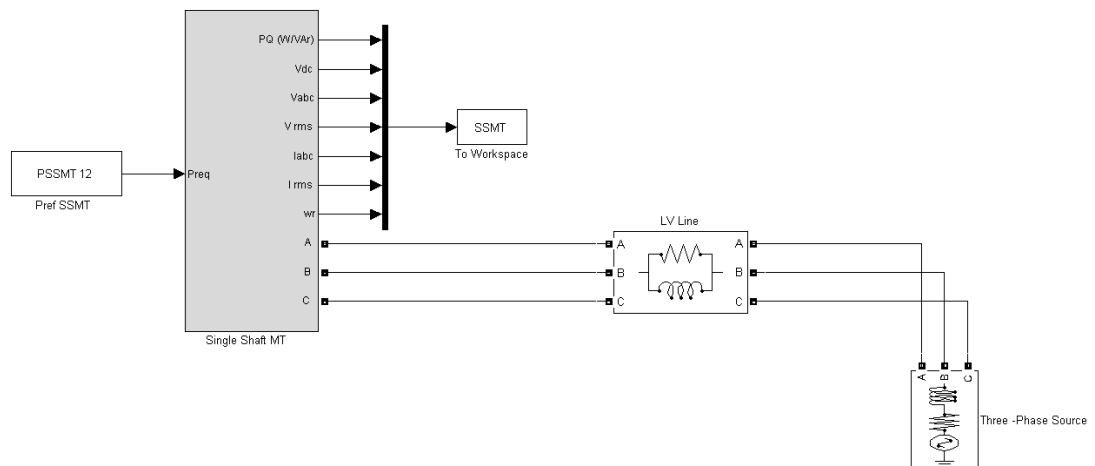 PQ (W/VAr)
Vdc
Vabc
V rms
Iabc
I rms
wr
A
B
C
Preq
Single Shaft MT
PSSMT 12
Pref SSMT
SSMT
To Workspace
LV Line
A
B
C
A
B
C
A
B
C
Three -Phase Source